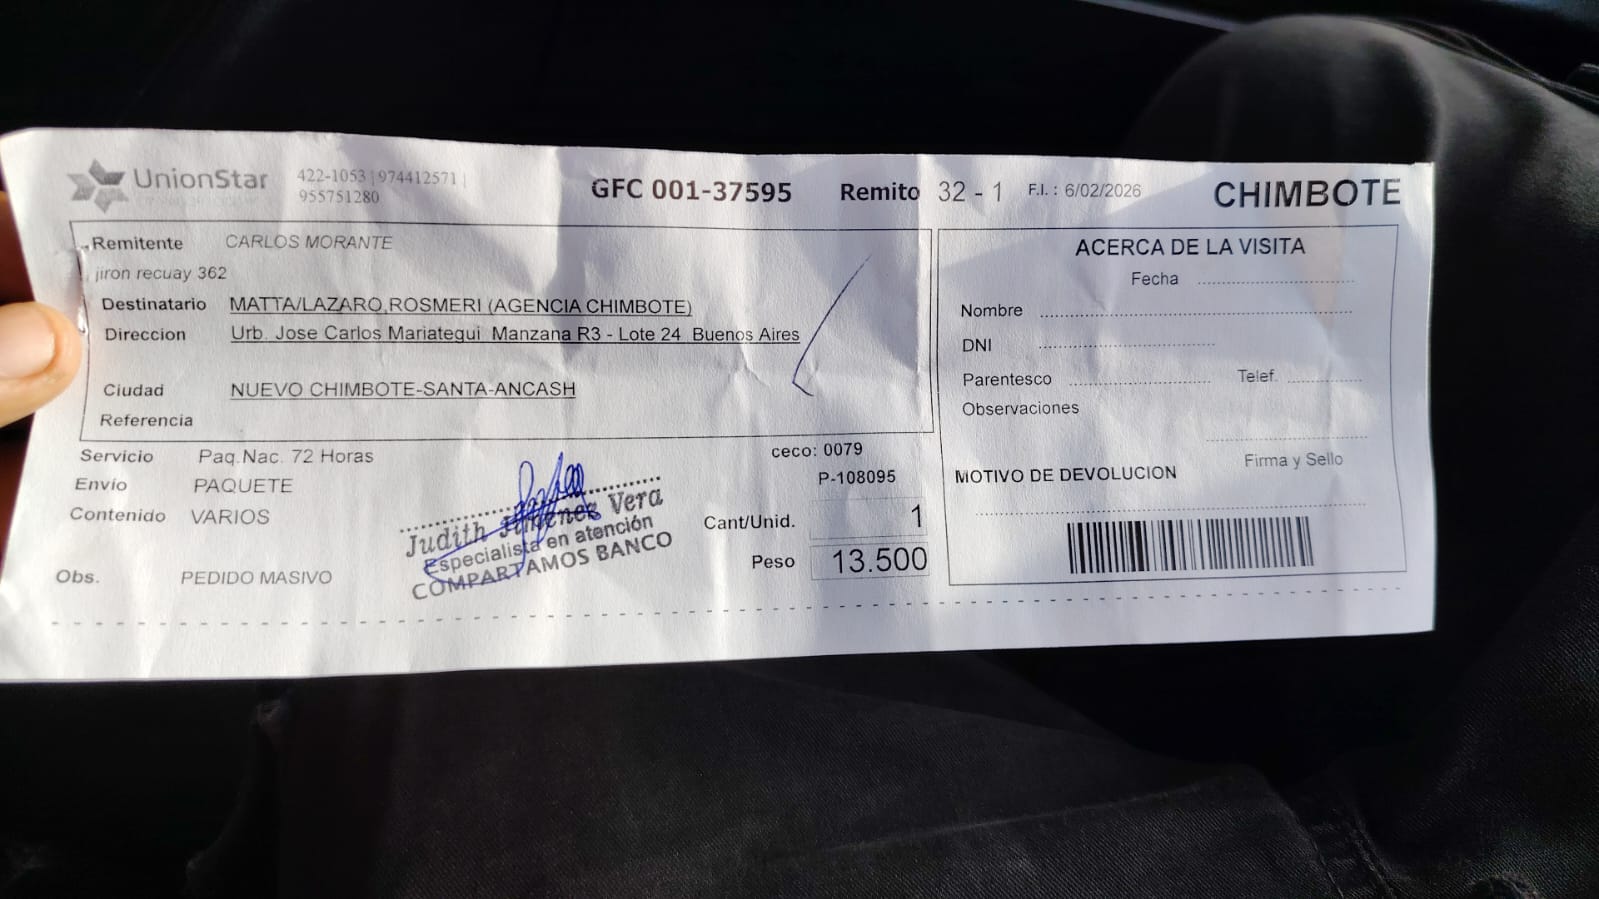 UnionStar
422-1053 | 974412571 |
955751280
GFC 001-37595 Remito 32 - 1 F.I. : 6/02/2026 CHIMBOTE
Remitente CARLOS MORANTE
jiron recuay 362
Destinatario MATTA/LAZARO,ROSMERI (AGENCIA CHIMBOTE)
Direccion Urb. Jose Carlos Mariategui Manzana R3 - Lote 24 Buenos Aires
Ciudad NUEVO CHIMBOTE-SANTA-ANCASH
Referencia
Servicio Paq.Nac. 72 Horas
Envío PAQUETE
Contenido VARIOS
Obs. PEDIDO MASIVO
Judith Jimenez Vera
Especialista en atención
COMPARTAMOS BANCO
ceco: 0079
P-108095
Cant/Unid. 1
Peso 13.500
ACERCA DE LA VISITA
Fecha
Nombre
DNI
Parentesco Telef.
Observaciones
Firma y Sello
MOTIVO DE DEVOLUCION